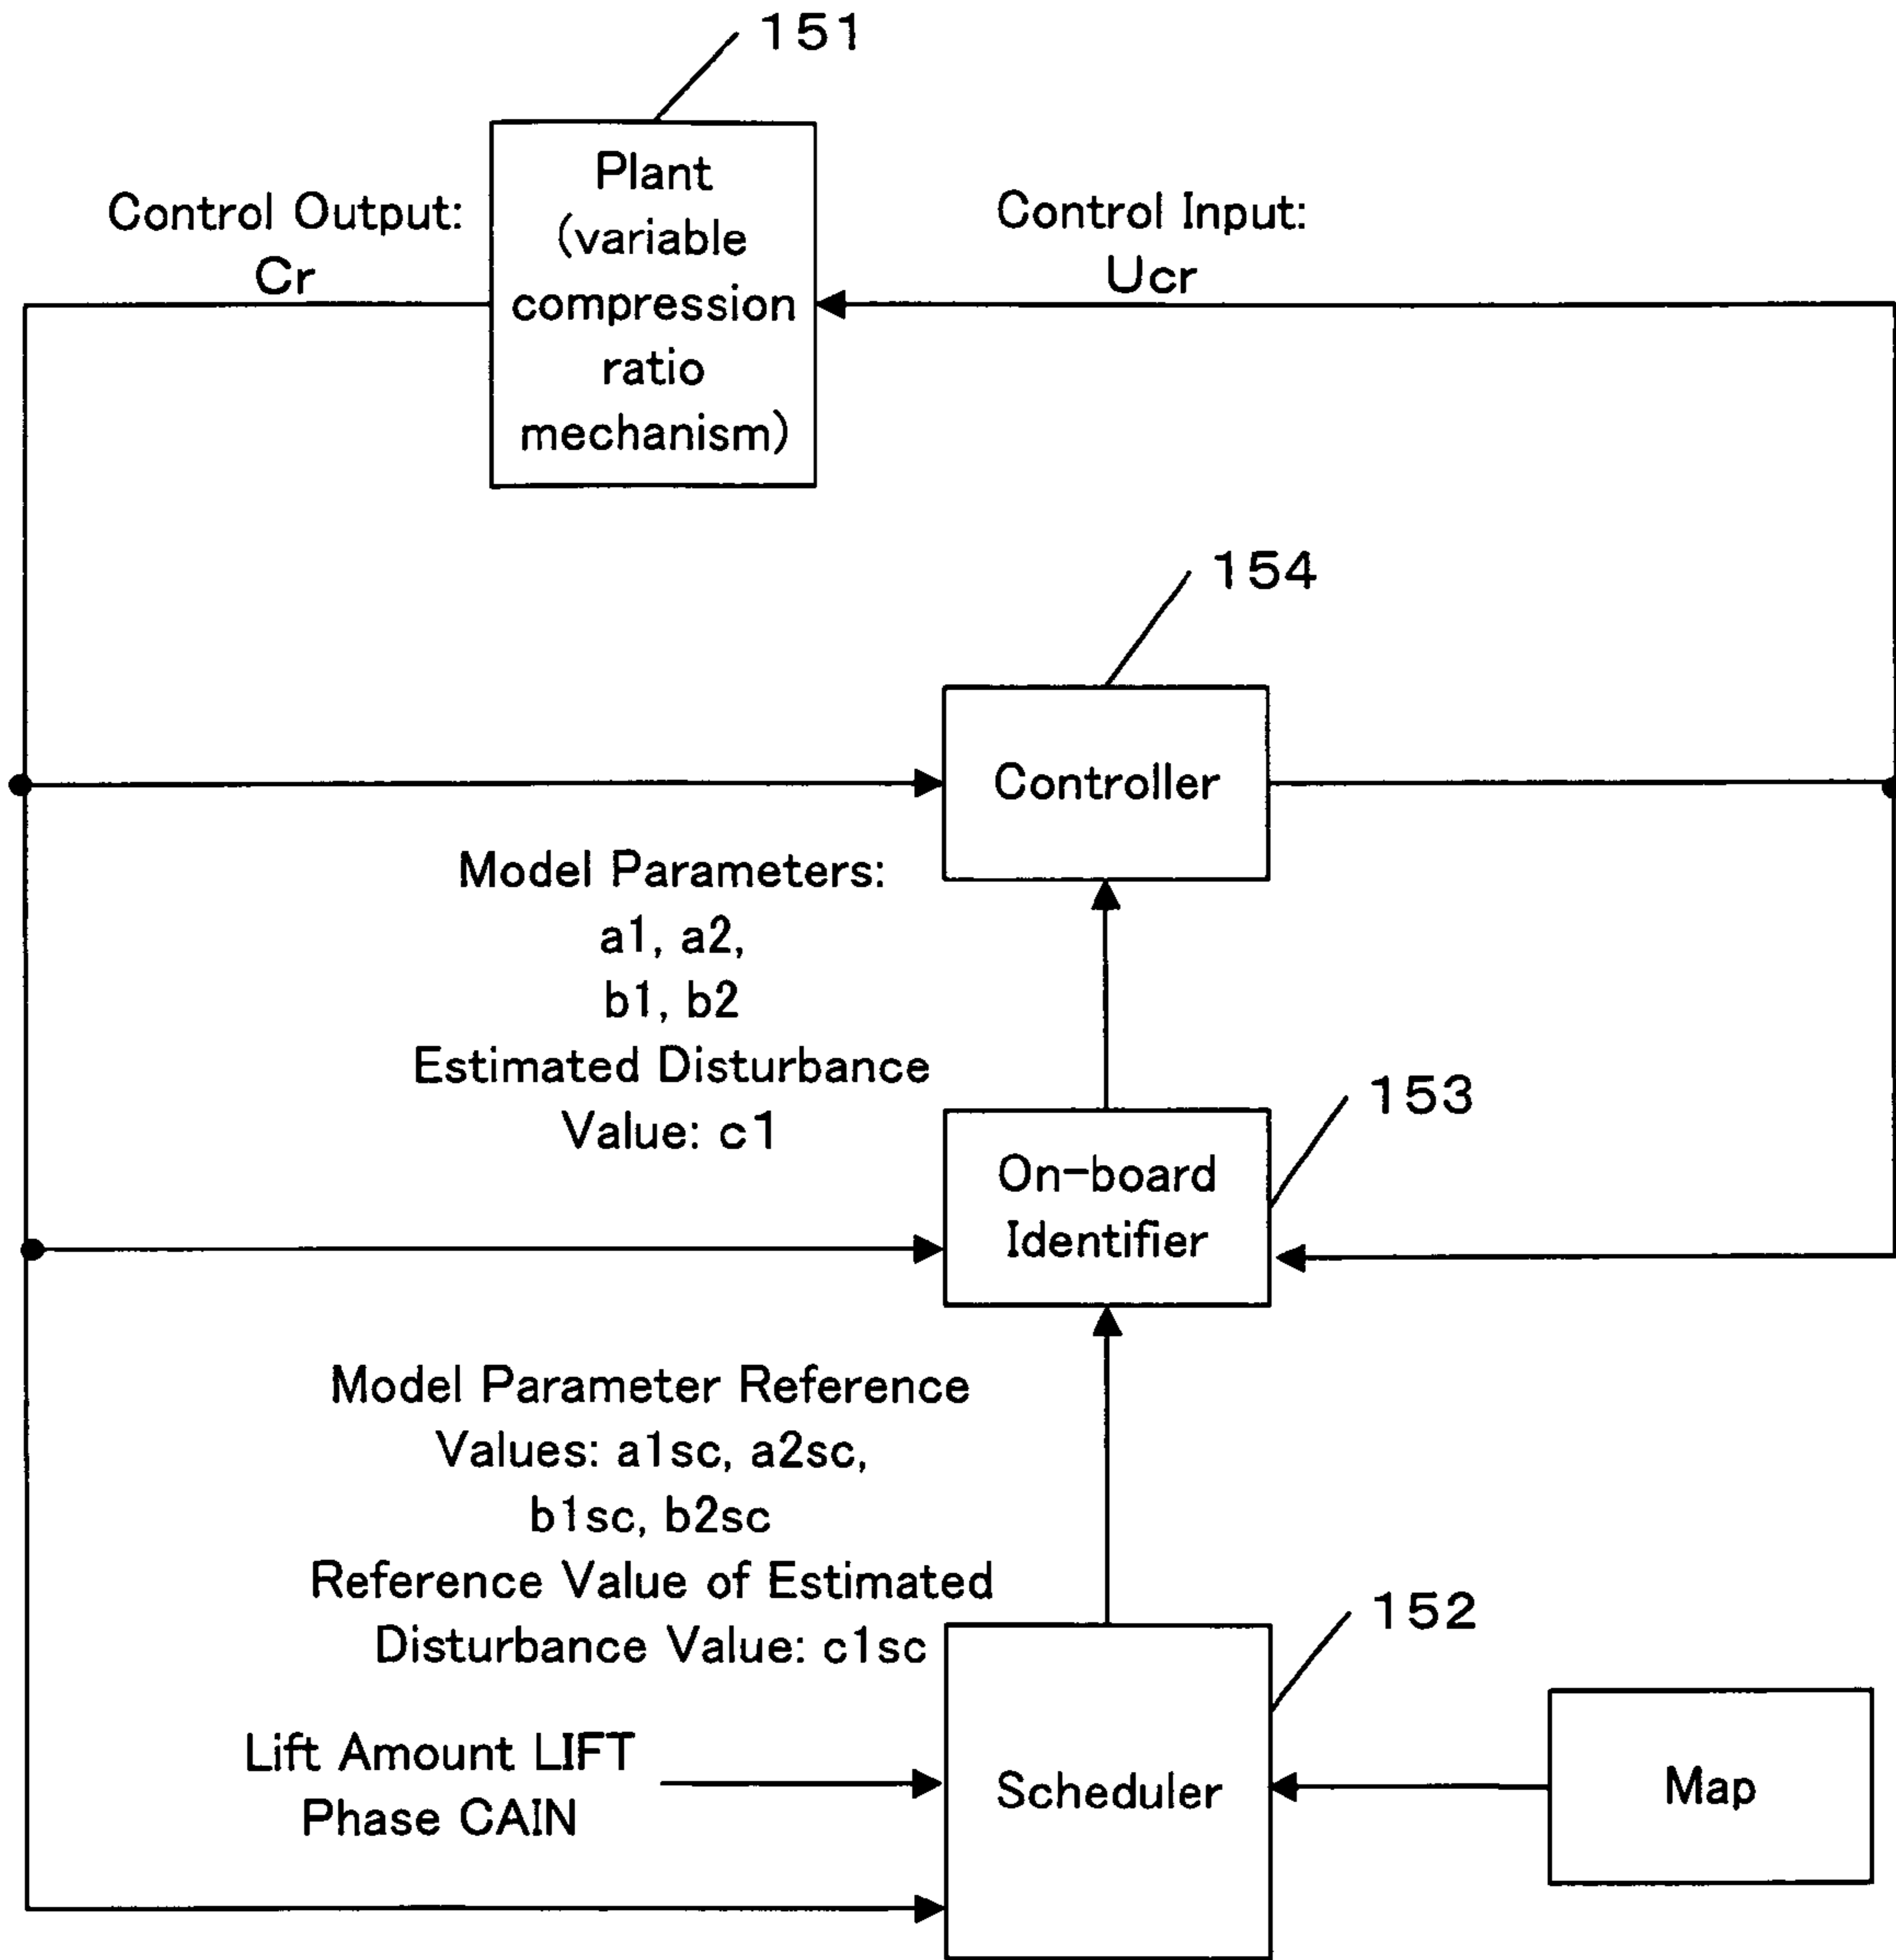 151
Plant
(variable
compression
ratio
mechanism)
Control Output:
Cr
Control Input:
Ucr
154
Controller
Model Parameters:
a1, a2,
b1, b2
Estimated Disturbance
Value: c1
153
On-board
Identifier
Model Parameter Reference
Values: a1sc, a2sc,
b1sc, b2sc
Reference Value of Estimated
Disturbance Value: c1sc
152
Lift Amount LIFT
Phase CAIN
Scheduler
Map